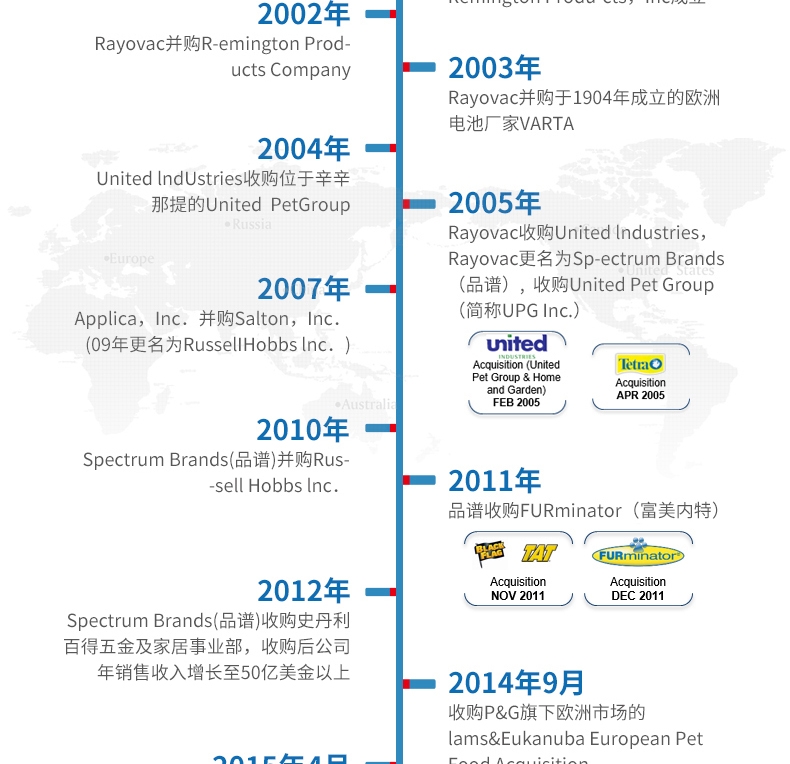 Remington Produ-cts，Inc成立
2002年
Rayovac并购R-emington Prod-
ucts Company
2003年
Rayovac并购于1904年成立的欧洲
电池厂家VARTA
2004年
United lndUstries收购位于辛辛
那提的United PetGroup
2005年
Rayovac收购United lndustries，
Rayovac更名为Sp-ectrum Brands
（品谱）, 收购United Pet Group
（简称UPG Inc.）
united
INDUSTRIES
Acquisition (United
Pet Group & Home
and Garden)
FEB 2005
Tetra
Acquisition
APR 2005
2007年
Applica，Inc．并购Salton，Inc．
(09年更名为RussellHobbs lnc．)
2010年
Spectrum Brands(品谱)并购Rus-
-sell Hobbs lnc．
2011年
品谱收购FURminator（富美内特）
BLACK
FLAG
TAT
Acquisition
NOV 2011
FURminator
Acquisition
DEC 2011
2012年
Spectrum Brands(品谱)收购史丹利
百得五金及家居事业部，收购后公司
年销售收入增长至50亿美金以上
2014年9月
收购P&G旗下欧洲市场的
lams&Eukanuba European Pet
Food Acquisition
2015年4月
Russia
Europe
United States
Australia